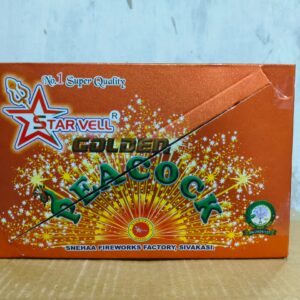 No.1 Super Quality
STAR VELL®
GOLDEN
PEACOCK
SNEHAA FIREWORKS FACTORY, SIVAKASI.